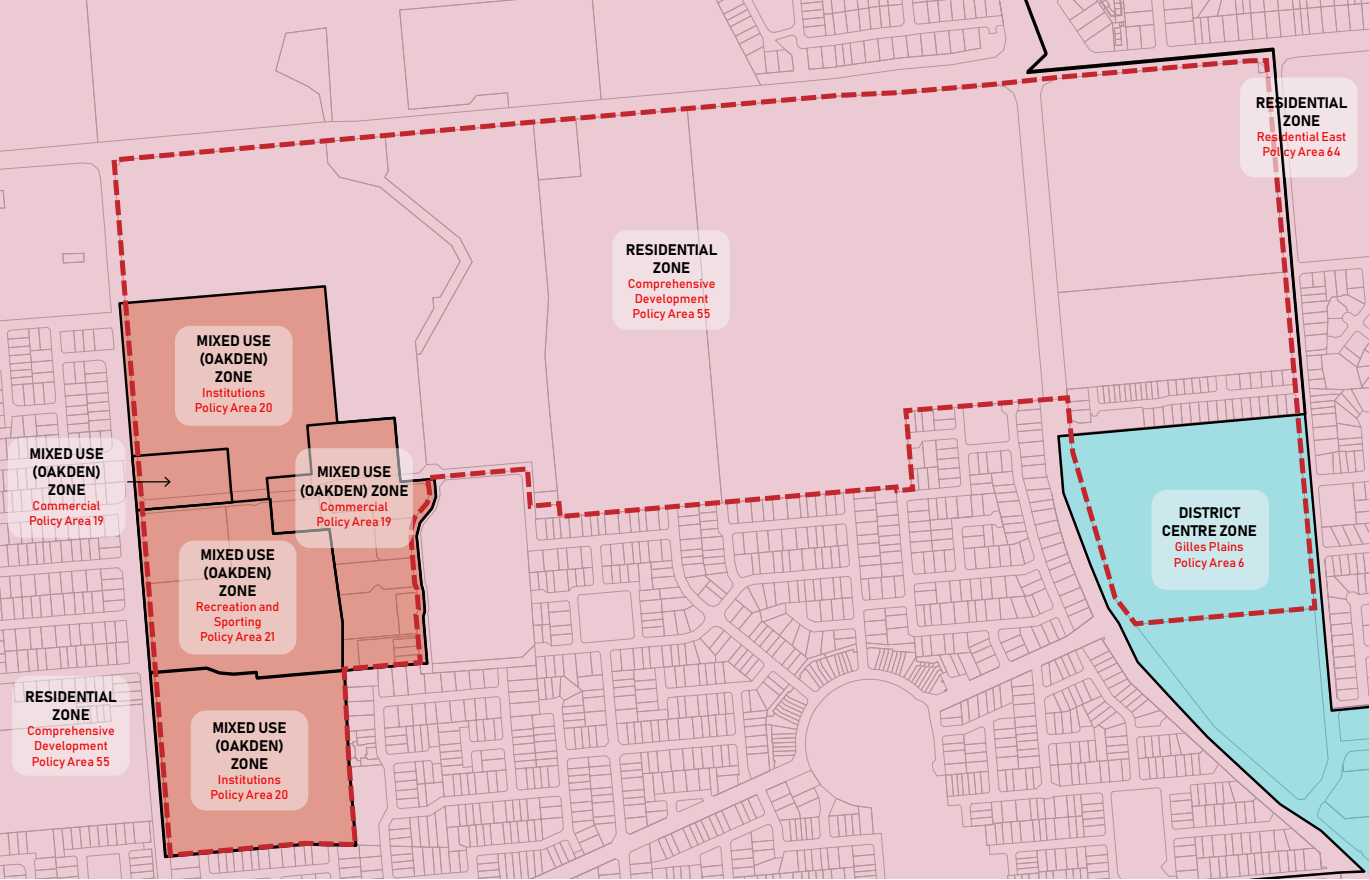 RESIDENTIAL
ZONE
Residential East
Policy Area 64
RESIDENTIAL
ZONE
Comprehensive
Development
Policy Area 55
MIXED USE
(OAKDEN)
ZONE
Institutions
Policy Area 20
MIXED USE
(OAKDEN)
ZONE
Commercial
Policy Area 19
MIXED USE
(OAKDEN) ZONE
Commercial
Policy Area 19
DISTRICT
CENTRE ZONE
Gilles Plains
Policy Area 6
MIXED USE
(OAKDEN)
ZONE
Recreation and
Sporting
Policy Area 21
RESIDENTIAL
ZONE
Comprehensive
Development
Policy Area 55
MIXED USE
(OAKDEN)
ZONE
Institutions
Policy Area 20